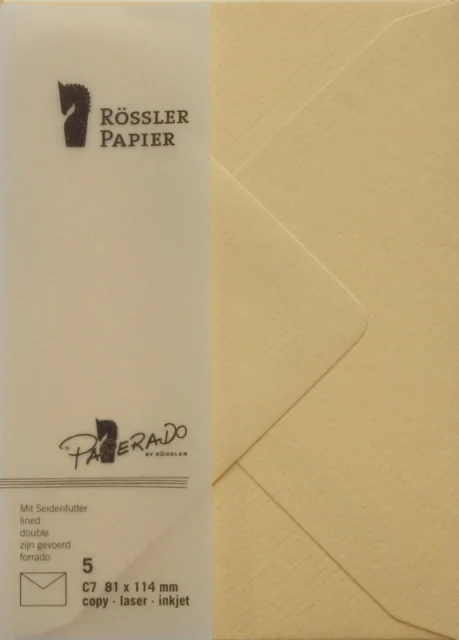 RÖSSLER
PAPIER
PAPERADO
BY RÖSSLER
Mit Seidenfutter
lined
double
zijn gevoerd
forrado
5
C7 81 x 114 mm
copy · laser · inkjet